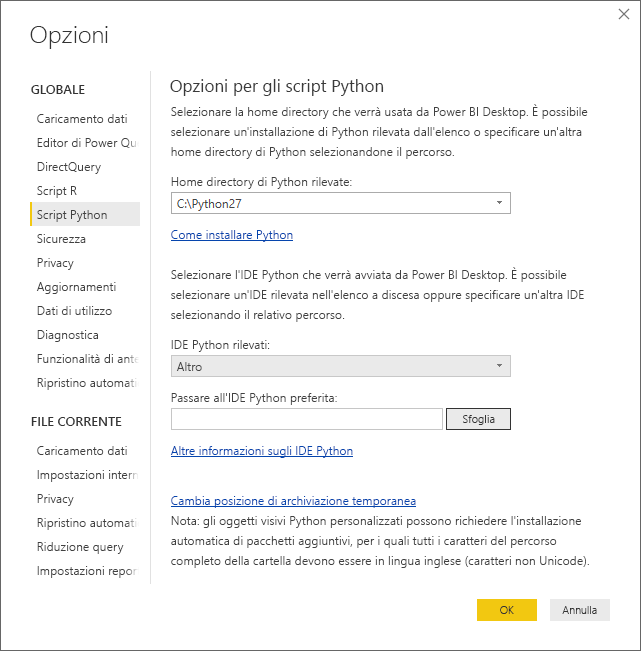 Opzioni
GLOBALE
Caricamento dati
Editor di Power Qu
DirectQuery
Script R
Script Python
Sicurezza
Privacy
Aggiornamenti
Dati di utilizzo
Diagnostica
Funzionalità di ante
Ripristino automati
FILE CORRENTE
Caricamento dati
Impostazioni intern
Privacy
Ripristino automati
Riduzione query
Impostazioni repor
Opzioni per gli script Python
Selezionare la home directory che verrà usata da Power BI Desktop. È possibile
selezionare un'installazione di Python rilevata dall'elenco o specificare un'altra
home directory di Python selezionandone il percorso.
Home directory di Python rilevate:
C:\Python27
Come installare Python
Selezionare l'IDE Python che verrà avviata da Power BI Desktop. È possibile
selezionare un'IDE rilevata nell'elenco a discesa oppure specificare un'altra IDE
selezionando il relativo percorso.
IDE Python rilevati:
Altro
Passare all'IDE Python preferita:
Sfoglia
Altre informazioni sugli IDE Python
Cambia posizione di archiviazione temporanea
Nota: gli oggetti visivi Python personalizzati possono richiedere l'installazione
automatica di pacchetti aggiuntivi, per i quali tutti i caratteri del percorso
completo della cartella devono essere in lingua inglese (caratteri non Unicode).
OK
Annulla